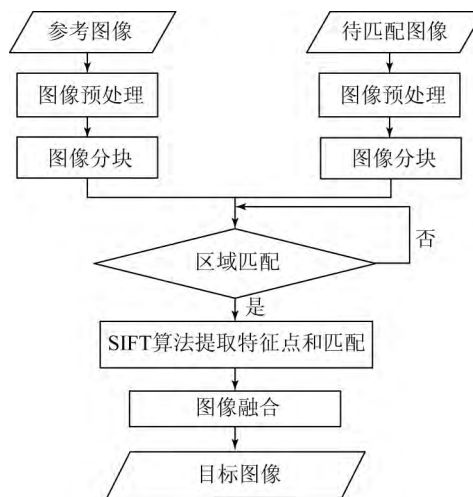 参考图像
待匹配图像
图像预处理
图像预处理
图像分块
图像分块
区域匹配
否
是
SIFT算法提取特征点和匹配
图像融合
目标图像